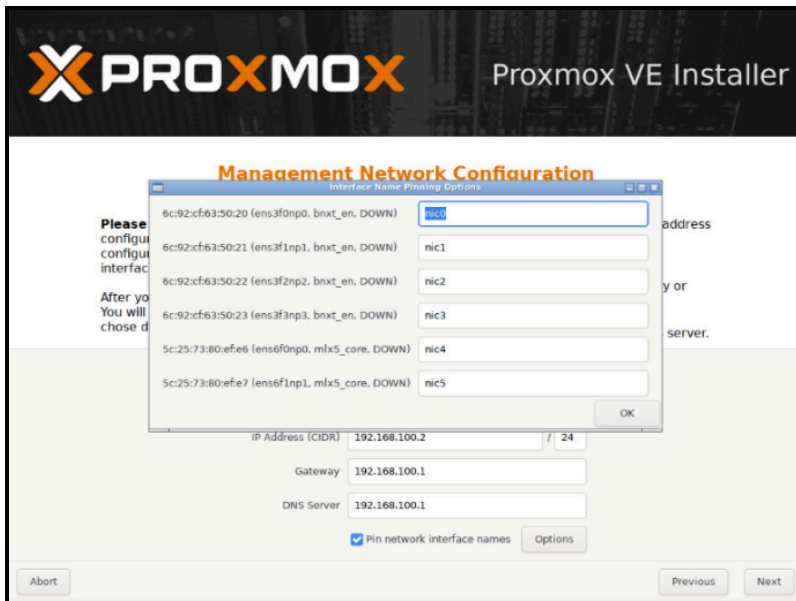 PROXMOX
Proxmox VE Installer
Management Network Configuration
Interface Name Pinning Options
6c:92:cf:63:50:20 (ens3f0np0, bnxt_en, DOWN) nic0
6c:92:cf:63:50:21 (ens3f1np1, bnxt_en, DOWN) nic1
6c:92:cf:63:50:22 (ens3f2np2, bnxt_en, DOWN) nic2
6c:92:cf:63:50:23 (ens3f3np3, bnxt_en, DOWN) nic3
5c:25:73:80:ef:e6 (ens6f0np0, mlx5_core, DOWN) nic4
5c:25:73:80:ef:e7 (ens6f1np1, mlx5_core, DOWN) nic5
OK
Please address
configu
configu
interfac
y or
After yo
You will
chose d server.
IP Address (CIDR) 192.168.100.2 / 24
Gateway 192.168.100.1
DNS Server 192.168.100.1
Pin network interface names Options
Abort Previous Next